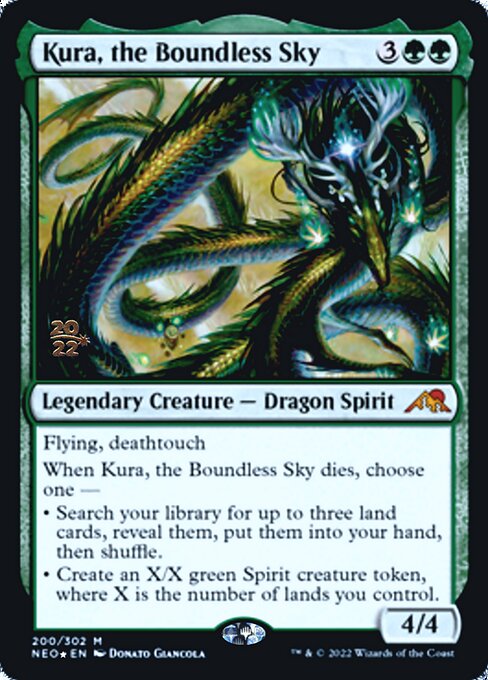 Kura, the Boundless Sky 3
20
22
Legendary Creature — Dragon Spirit
Flying, deathtouch
When Kura, the Boundless Sky dies, choose
one —
• Search your library for up to three land
cards, reveal them, put them into your hand,
then shuffle.
• Create an X/X green Spirit creature token,
where X is the number of lands you control.
4/4
200/302 M
NEO★EN Donato Giancola
™ & © 2022 Wizards of the Coast